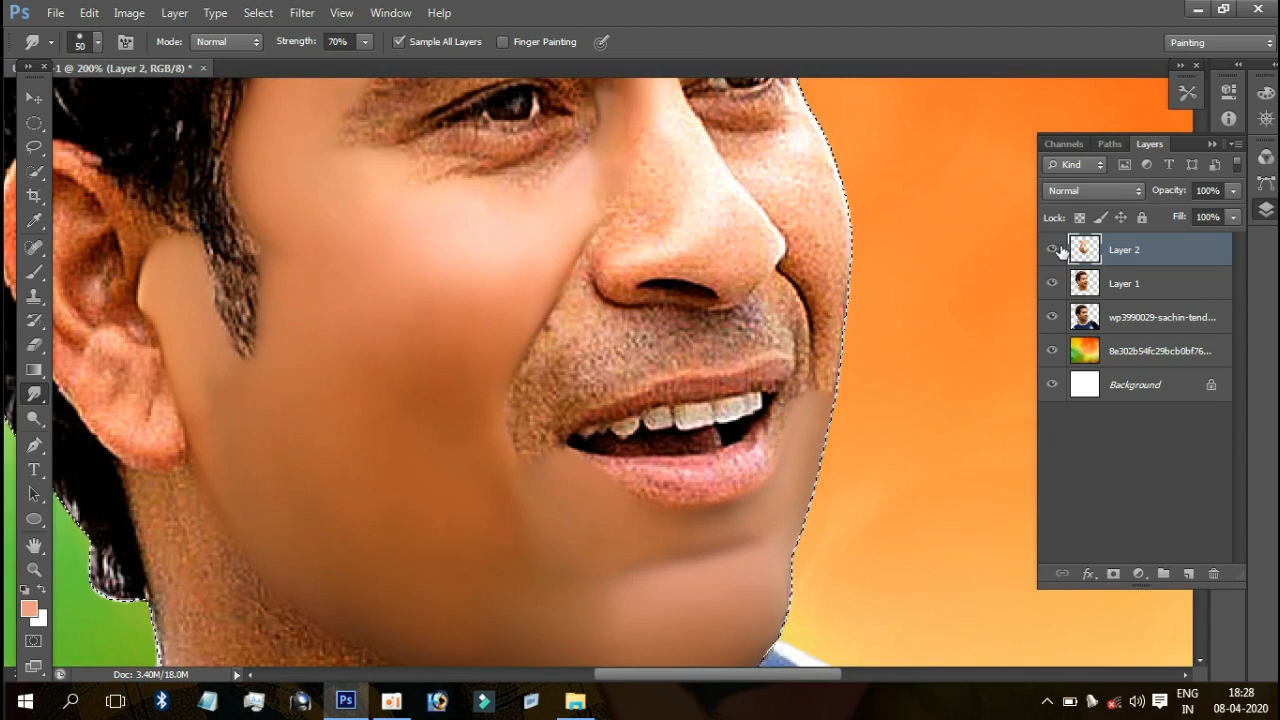 Ps File Edit Image Layer Type Select Filter View Window Help
50 Mode: Normal Strength: 70% Sample All Layers Finger Painting Painting
-1 @ 200% (Layer 2, RGB/8) * ×
Channels Paths Layers
Kind
Normal Opacity: 100%
Lock: Fill: 100%
Layer 2
Layer 1
wp3990029-sachin-tend...
8e302b54fc29bcb0bf76...
Background
fx
T
Doc: 3.40M/18.0M
Ps ENG 18:28
IN 08-04-2020